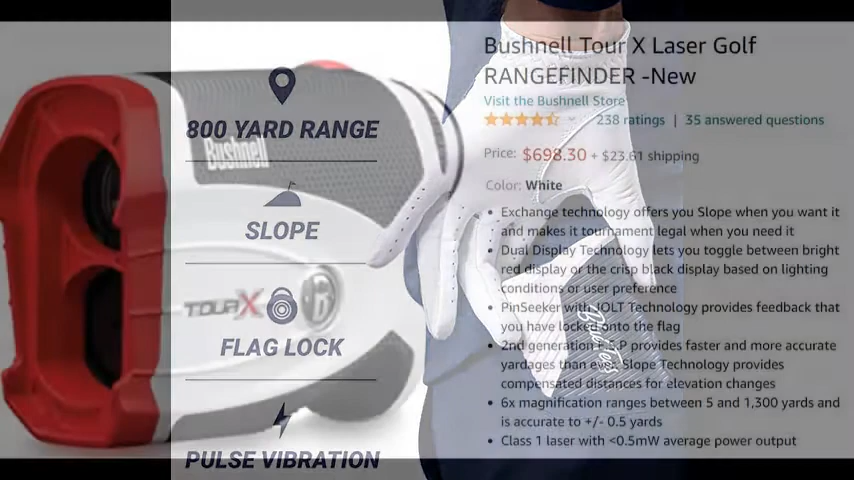 Bushnell Tour X Laser Golf
RANGEFINDER -New
Visit the Bushnell Store
238 ratings | 35 answered questions
Price: $698.30 + $23.61 shipping
Color: White
• Exchange technology offers you Slope when you want it
and makes it tournament legal when you need it
• Dual Display Technology lets you toggle between bright
red display or the crisp black display based on lighting
conditions or user preference
• PinSeeker with JOLT Technology provides feedback that
you have locked onto the flag
• 2nd generation E.S.P provides faster and more accurate
yardages than ever. Slope Technology provides
compensated distances for elevation changes
• 6x magnification ranges between 5 and 1,300 yards and
is accurate to +/- 0.5 yards
• Class 1 laser with <0.5mW average power output
800 YARD RANGE
SLOPE
FLAG LOCK
PULSE VIBRATION
Bushnell
TOUR X
B